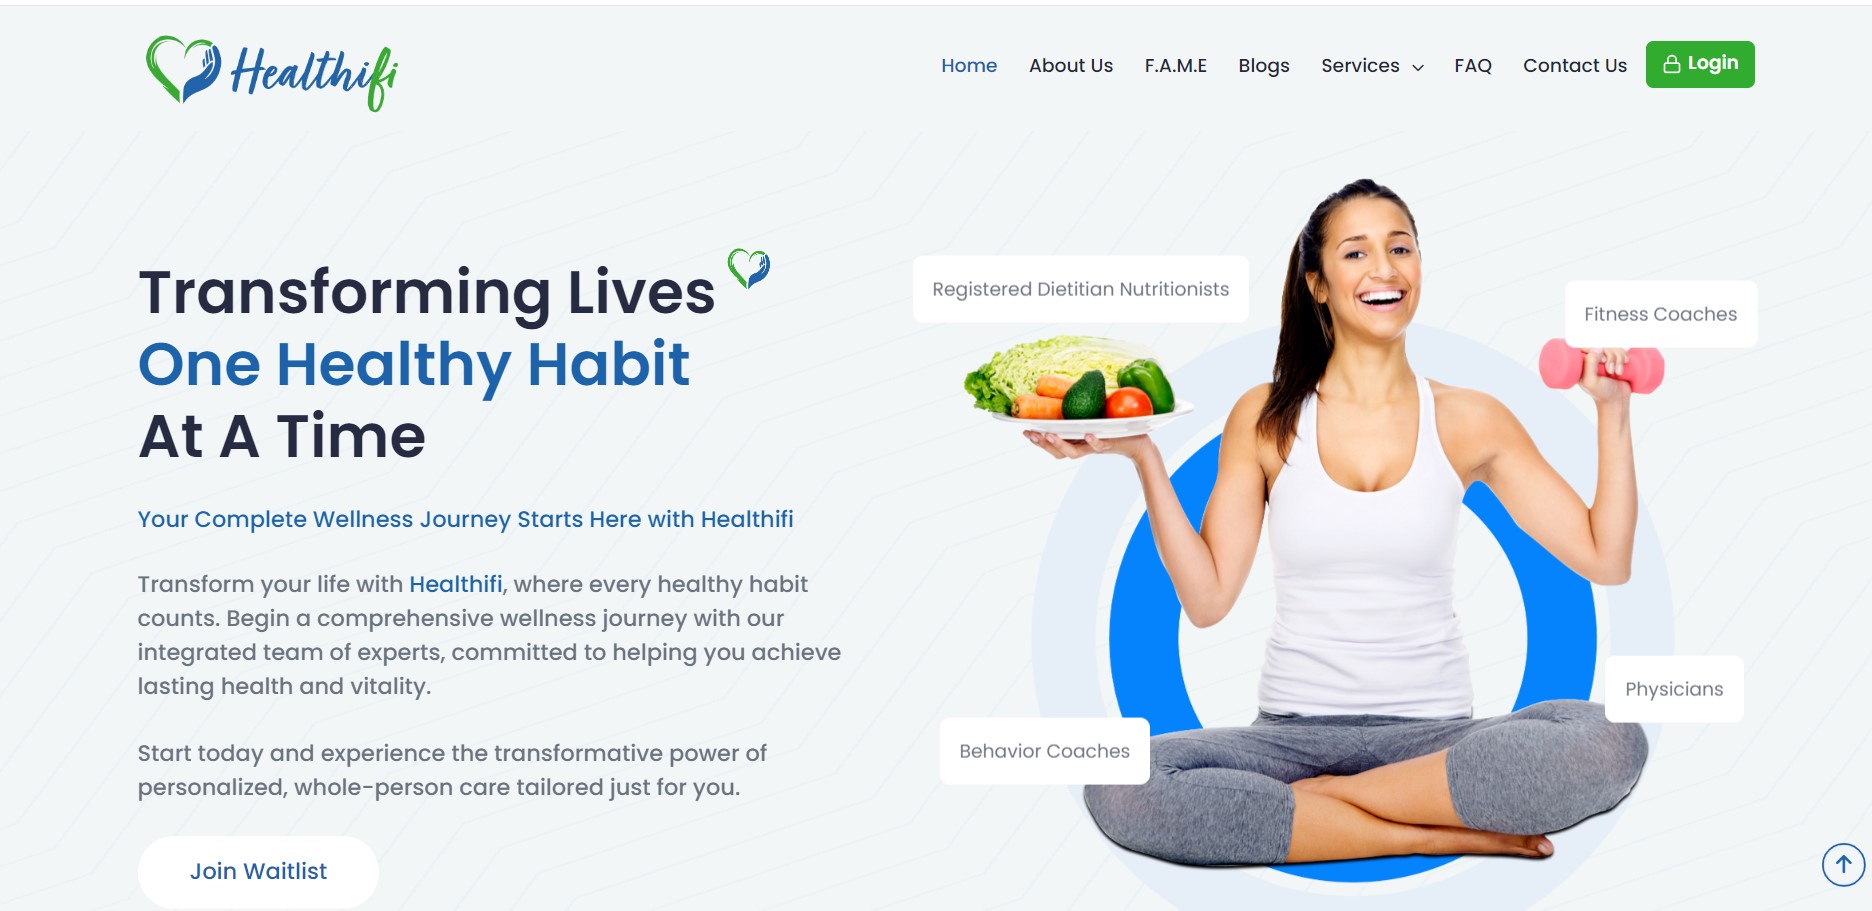 Healthifi
Home About Us F.A.M.E Blogs Services FAQ Contact Us Login
Transforming Lives
One Healthy Habit
At A Time
Your Complete Wellness Journey Starts Here with Healthifi
Transform your life with Healthifi, where every healthy habit
counts. Begin a comprehensive wellness journey with our
integrated team of experts, committed to helping you achieve
lasting health and vitality.
Start today and experience the transformative power of
personalized, whole-person care tailored just for you.
Join Waitlist
Registered Dietitian Nutritionists
Fitness Coaches
Physicians
Behavior Coaches